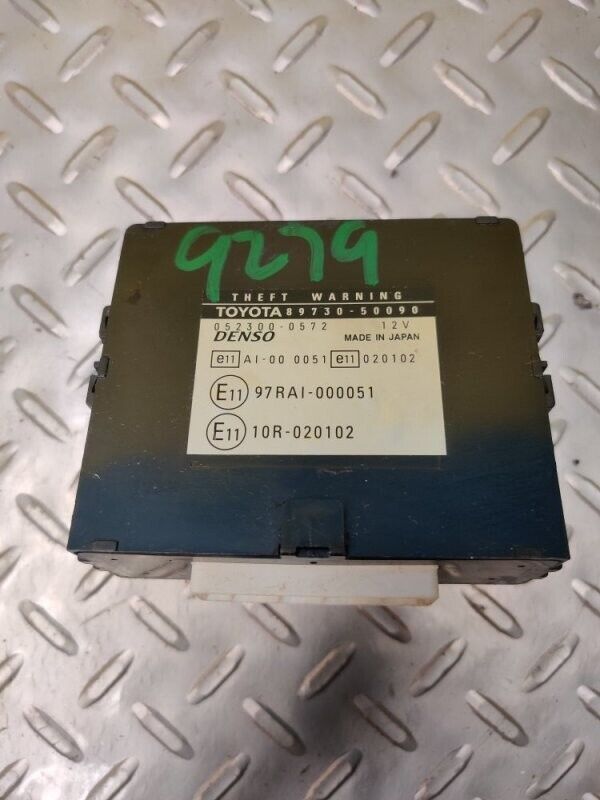 9279
THEFT WARNING
TOYOTA 89730-50090
052300-0572 12V
DENSO MADE IN JAPAN
e11 AI-00 0051 e11 020102
E11 97RAI-000051
E11 10R-020102